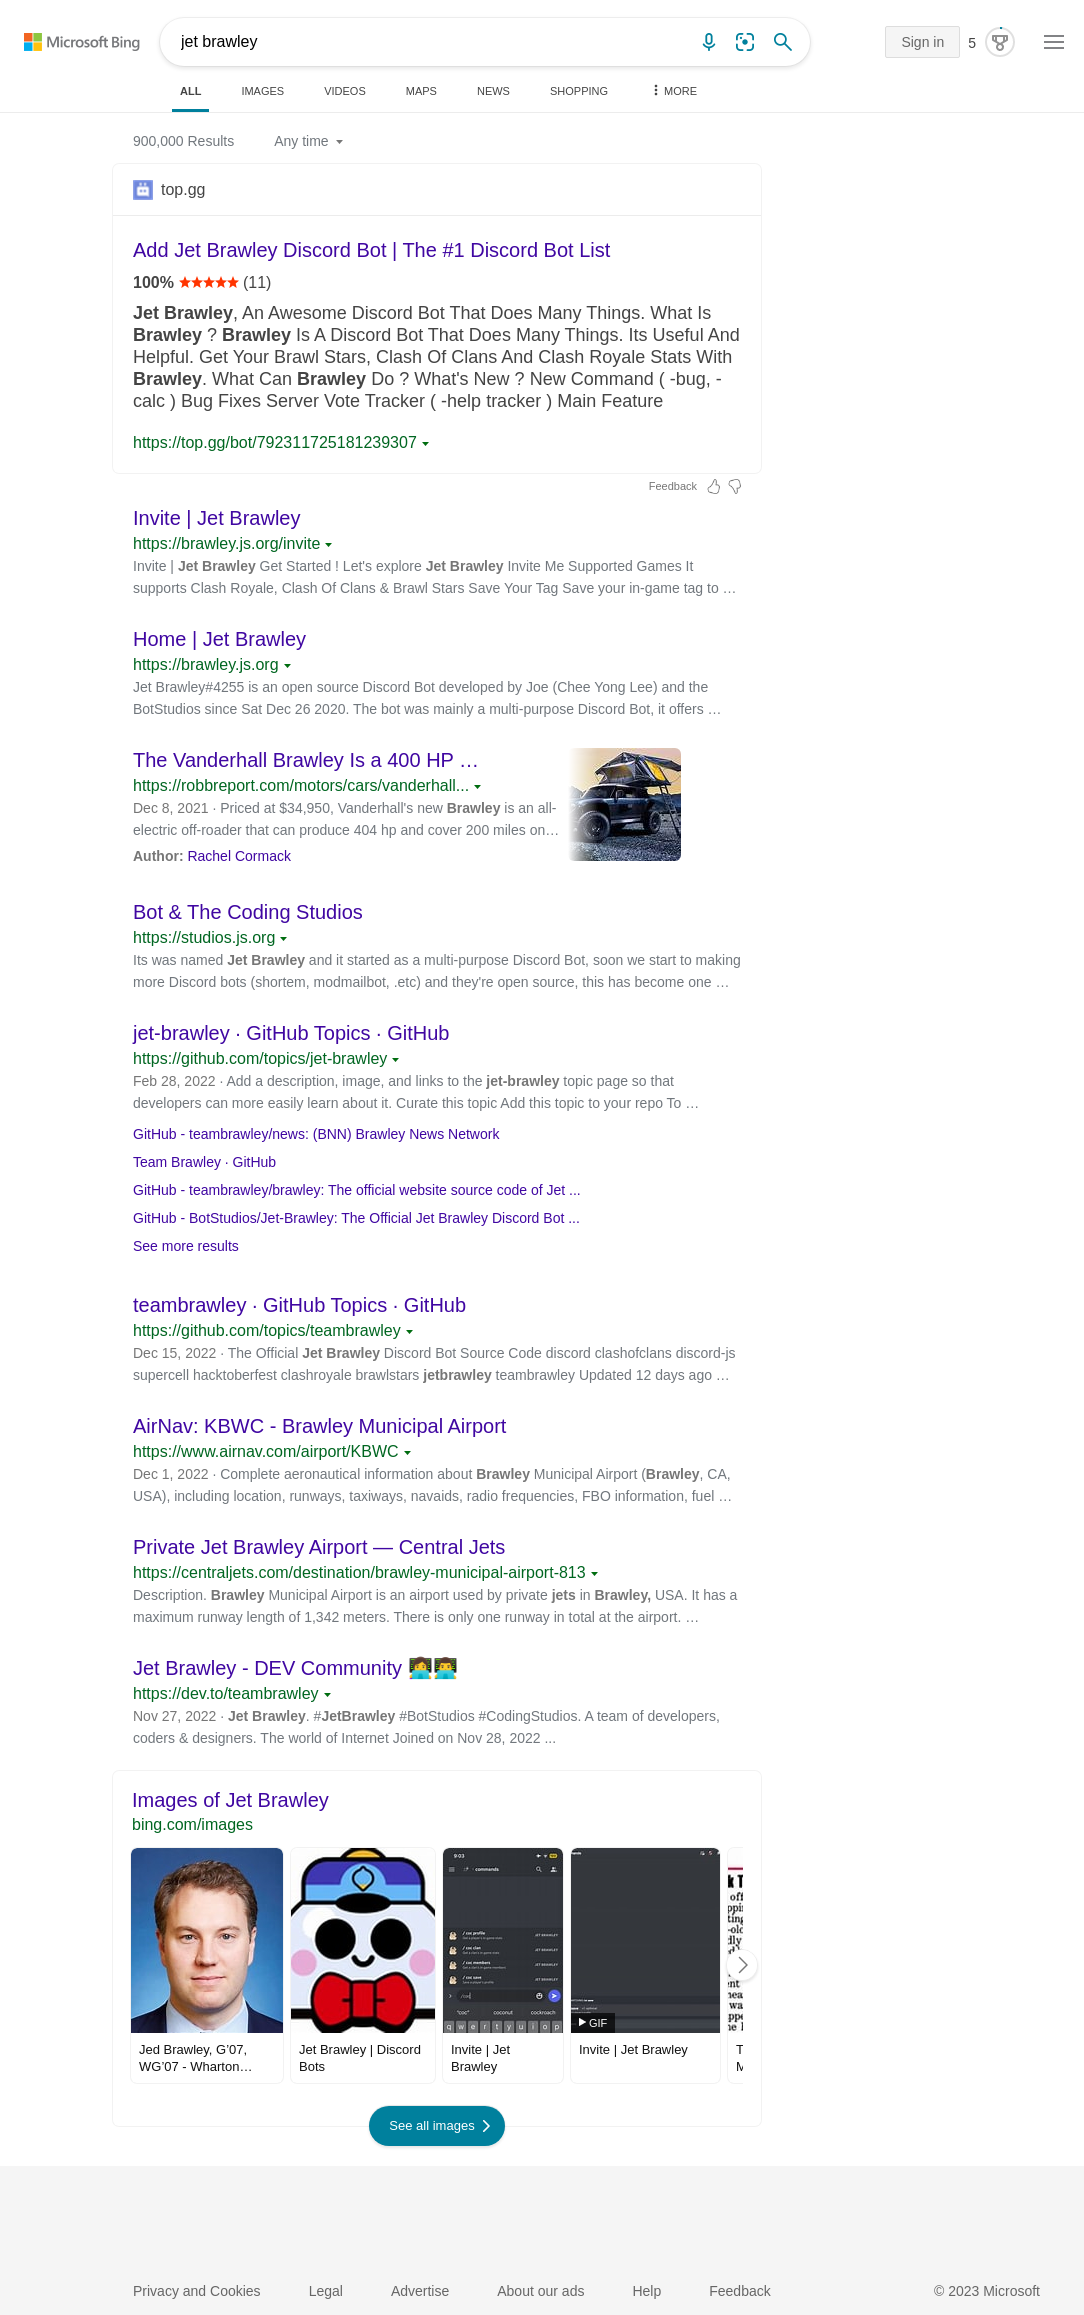 Microsoft Bing
jet brawley
Sign in
5
ALL
IMAGES
VIDEOS
MAPS
NEWS
SHOPPING
MORE
900,000 Results
Any time
top.gg
Add Jet Brawley Discord Bot | The #1 Discord Bot List
100% ★★★★★ (11)
Jet Brawley, An Awesome Discord Bot That Does Many Things. What Is
Brawley ? Brawley Is A Discord Bot That Does Many Things. Its Useful And
Helpful. Get Your Brawl Stars, Clash Of Clans And Clash Royale Stats With
Brawley. What Can Brawley Do ? What's New ? New Command ( -bug, -
calc ) Bug Fixes Server Vote Tracker ( -help tracker ) Main Feature
https://top.gg/bot/792311725181239307
Feedback
Invite | Jet Brawley
https://brawley.js.org/invite
Invite | Jet Brawley Get Started ! Let's explore Jet Brawley Invite Me Supported Games It
supports Clash Royale, Clash Of Clans & Brawl Stars Save Your Tag Save your in-game tag to …
Home | Jet Brawley
https://brawley.js.org
Jet Brawley#4255 is an open source Discord Bot developed by Joe (Chee Yong Lee) and the
BotStudios since Sat Dec 26 2020. The bot was mainly a multi-purpose Discord Bot, it offers …
The Vanderhall Brawley Is a 400 HP …
https://robbreport.com/motors/cars/vanderhall...
Dec 8, 2021 · Priced at $34,950, Vanderhall's new Brawley is an all-
electric off-roader that can produce 404 hp and cover 200 miles on…
Author: Rachel Cormack
Bot & The Coding Studios
https://studios.js.org
Its was named Jet Brawley and it started as a multi-purpose Discord Bot, soon we start to making
more Discord bots (shortem, modmailbot, .etc) and they're open source, this has become one …
jet-brawley · GitHub Topics · GitHub
https://github.com/topics/jet-brawley
Feb 28, 2022 · Add a description, image, and links to the jet-brawley topic page so that
developers can more easily learn about it. Curate this topic Add this topic to your repo To …
GitHub - teambrawley/news: (BNN) Brawley News Network
Team Brawley · GitHub
GitHub - teambrawley/brawley: The official website source code of Jet ...
GitHub - BotStudios/Jet-Brawley: The Official Jet Brawley Discord Bot ...
See more results
teambrawley · GitHub Topics · GitHub
https://github.com/topics/teambrawley
Dec 15, 2022 · The Official Jet Brawley Discord Bot Source Code discord clashofclans discord-js
supercell hacktoberfest clashroyale brawlstars jetbrawley teambrawley Updated 12 days ago …
AirNav: KBWC - Brawley Municipal Airport
https://www.airnav.com/airport/KBWC
Dec 1, 2022 · Complete aeronautical information about Brawley Municipal Airport (Brawley, CA,
USA), including location, runways, taxiways, navaids, radio frequencies, FBO information, fuel …
Private Jet Brawley Airport — Central Jets
https://centraljets.com/destination/brawley-municipal-airport-813
Description. Brawley Municipal Airport is an airport used by private jets in Brawley, USA. It has a
maximum runway length of 1,342 meters. There is only one runway in total at the airport. …
Jet Brawley - DEV Community 👩‍💻👨‍💻
https://dev.to/teambrawley
Nov 27, 2022 · Jet Brawley. #JetBrawley #BotStudios #CodingStudios. A team of developers,
coders & designers. The world of Internet Joined on Nov 28, 2022 ...
Images of Jet Brawley
bing.com/images
9:03
commands
/ coc profile
JET BRAWLEY
/ coc clan
JET BRAWLEY
/ coc members
JET BRAWLEY
/ coc save
JET BRAWLEY
"coc" coconut cockroach
q w e r t y u i o p
GIF
Jed Brawley, G'07,
WG'07 - Wharton…
Jet Brawley | Discord
Bots
Invite | Jet
Brawley
Invite | Jet Brawley
See all images
Privacy and Cookies
Legal
Advertise
About our ads
Help
Feedback
© 2023 Microsoft